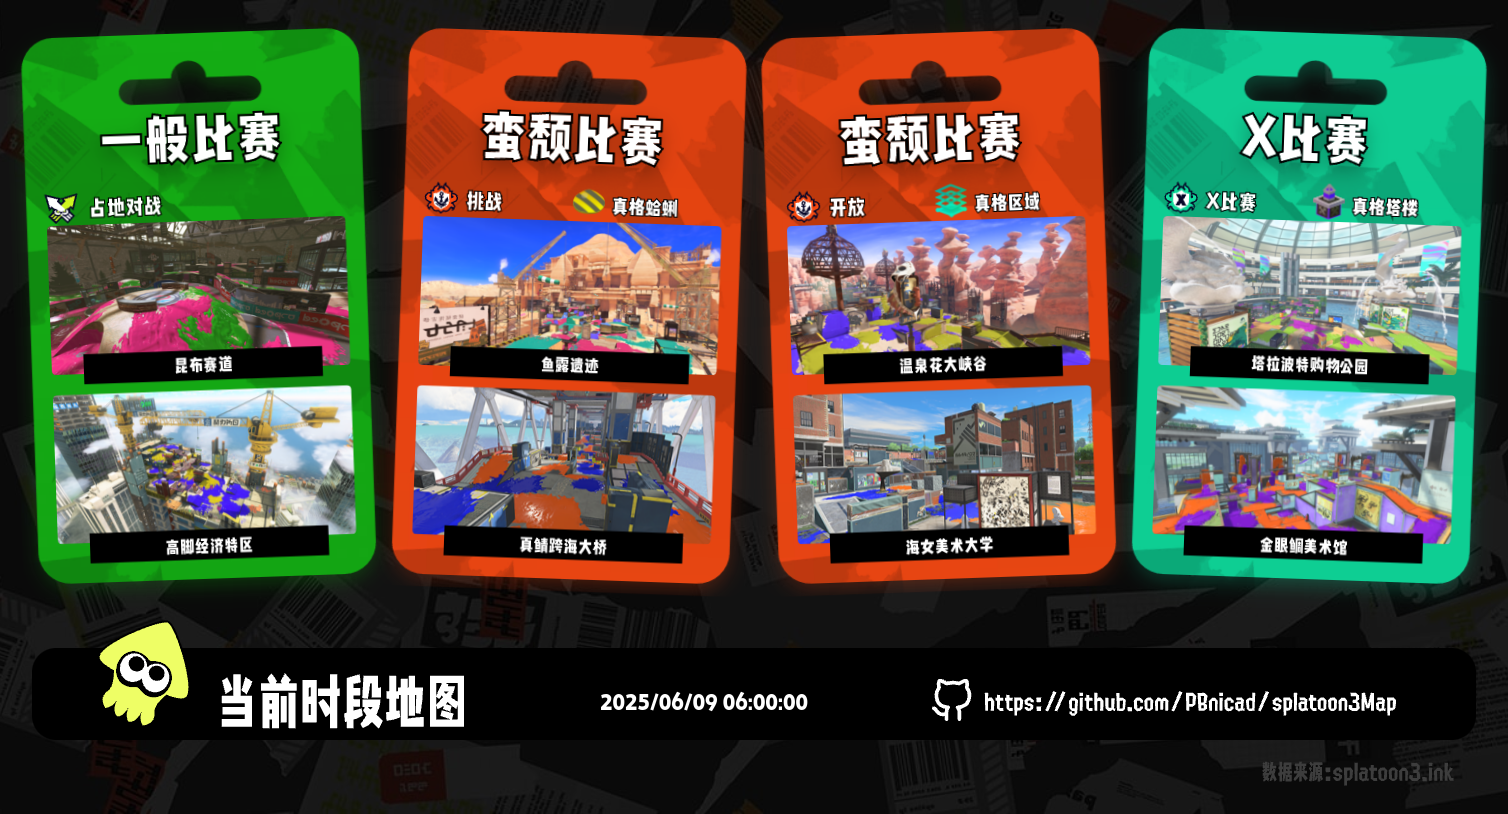 一般比赛
占地对战
昆布赛道
高脚经济特区
蛮颓比赛
挑战
真格蛤蜊
鱼露遗迹
真鲭跨海大桥
蛮颓比赛
开放
真格区域
温泉花大峡谷
海女美术大学
X比赛
X比赛
真格塔楼
塔拉波特购物公园
金眼鲷美术馆
当前时段地图
2025/06/09 06:00:00
https://github.com/PBnicad/splatoon3Map
数据来源:splatoon3.ink